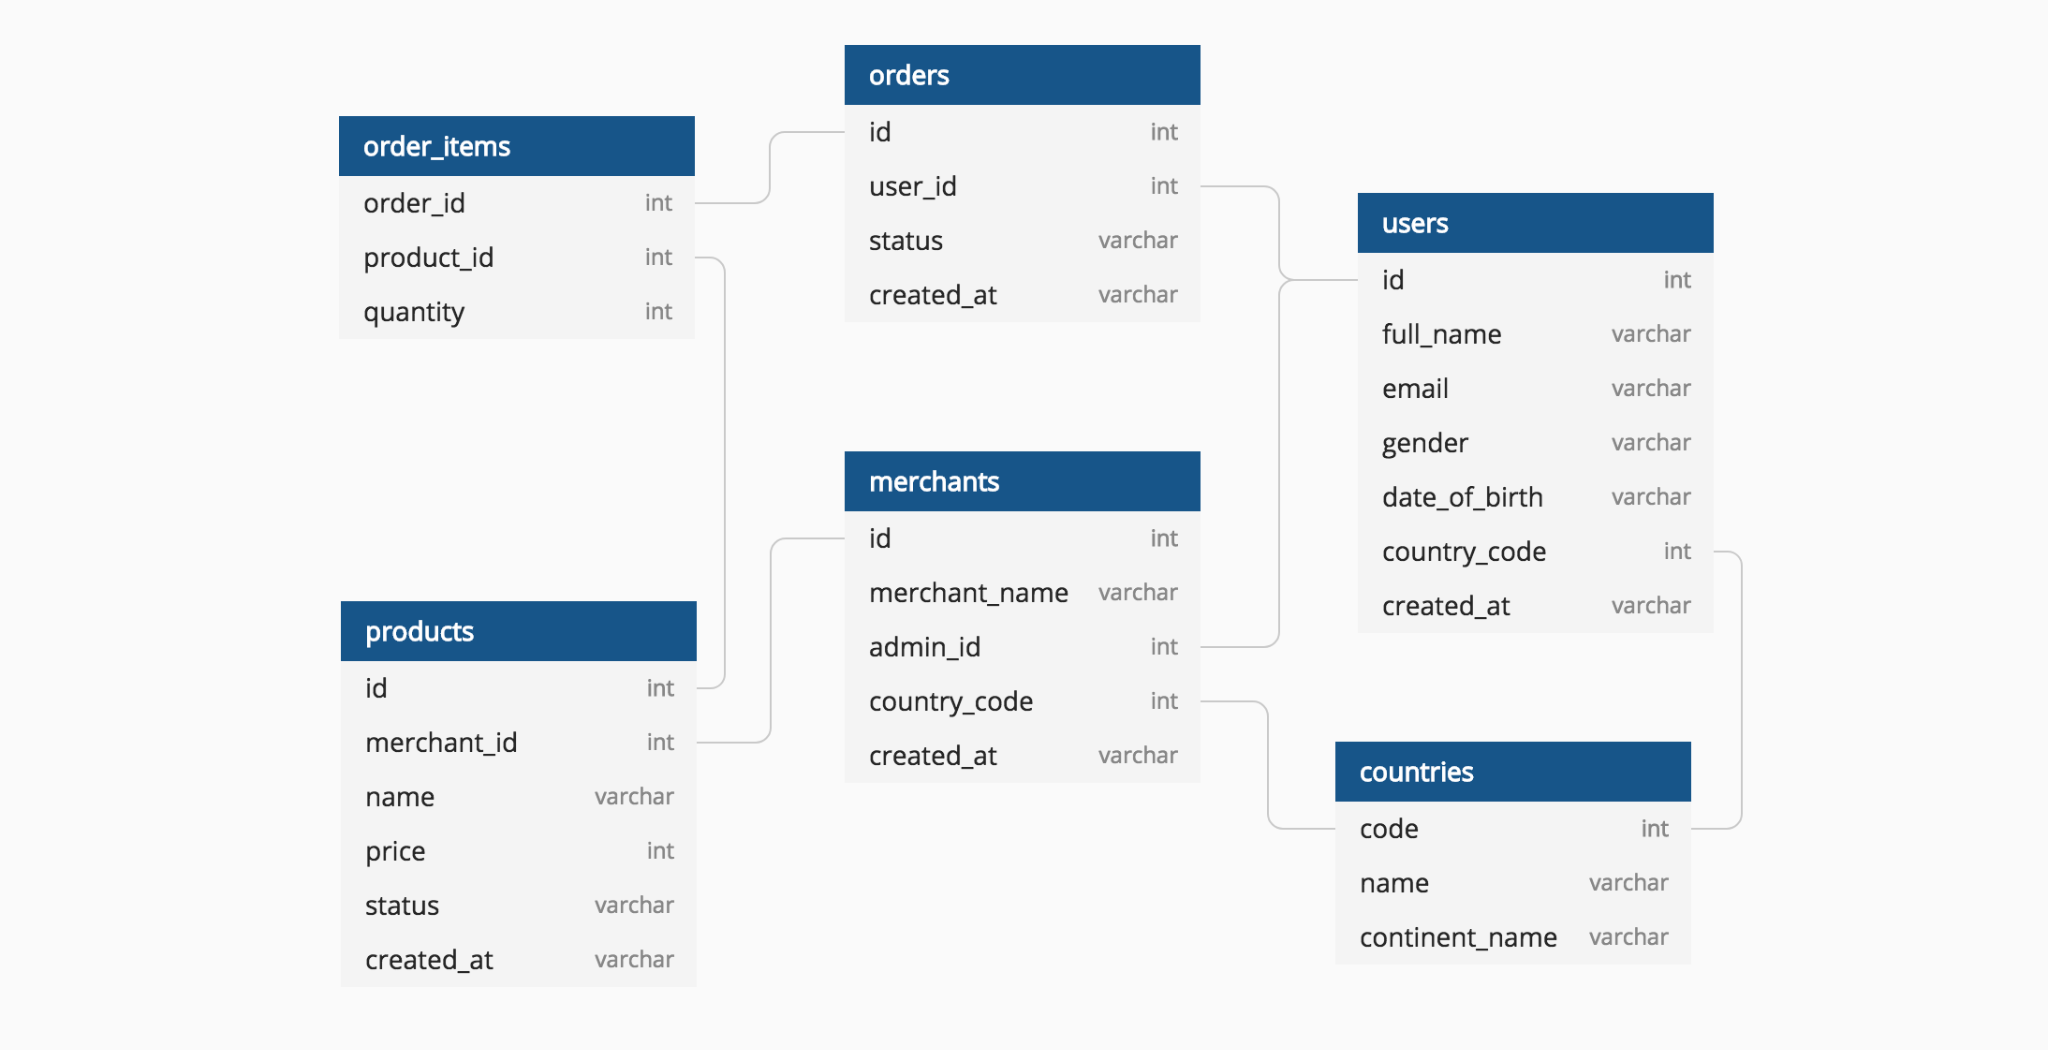 orders
id int
user_id int
status varchar
created_at varchar
order_items
order_id int
product_id int
quantity int
users
id int
full_name varchar
email varchar
gender varchar
date_of_birth varchar
country_code int
created_at varchar
merchants
id int
merchant_name varchar
admin_id int
country_code int
created_at varchar
products
id int
merchant_id int
name varchar
price int
status varchar
created_at varchar
countries
code int
name varchar
continent_name varchar